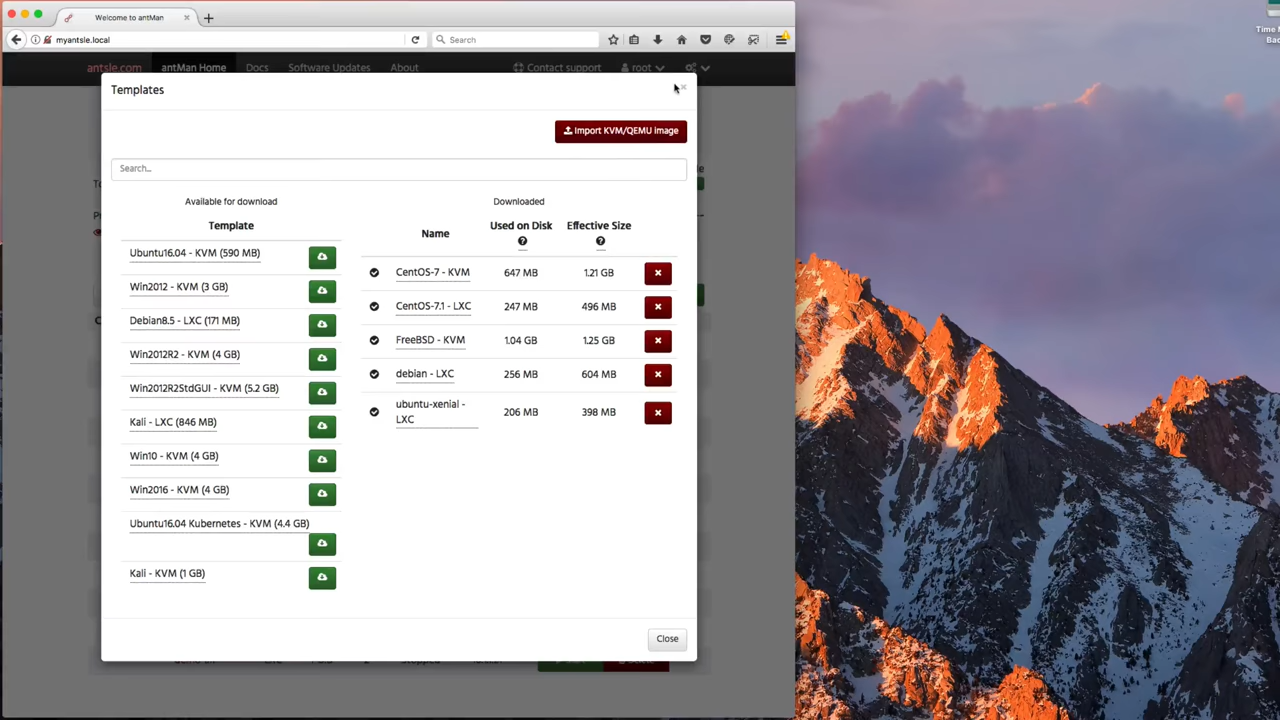 Welcome to antMan
myantsle.local
Search
antsle.com antMan Home Docs Software Updates About Contact support root
Templates
Import KVM/QEMU image
Search...
Available for download
Template
Ubuntu16.04 - KVM (590 MB)
Win2012 - KVM (3 GB)
Debian8.5 - LXC (171 MB)
Win2012R2 - KVM (4 GB)
Win2012R2StdGUI - KVM (5.2 GB)
Kali - LXC (846 MB)
Win10 - KVM (4 GB)
Win2016 - KVM (4 GB)
Ubuntu16.04 Kubernetes - KVM (4.4 GB)
Kali - KVM (1 GB)
Downloaded
Name Used on Disk Effective Size
CentOS-7 - KVM 647 MB 1.21 GB
CentOS-7.1 - LXC 247 MB 496 MB
FreeBSD - KVM 1.04 GB 1.25 GB
debian - LXC 256 MB 604 MB
ubuntu-xenial -
LXC 206 MB 398 MB
Close
Time